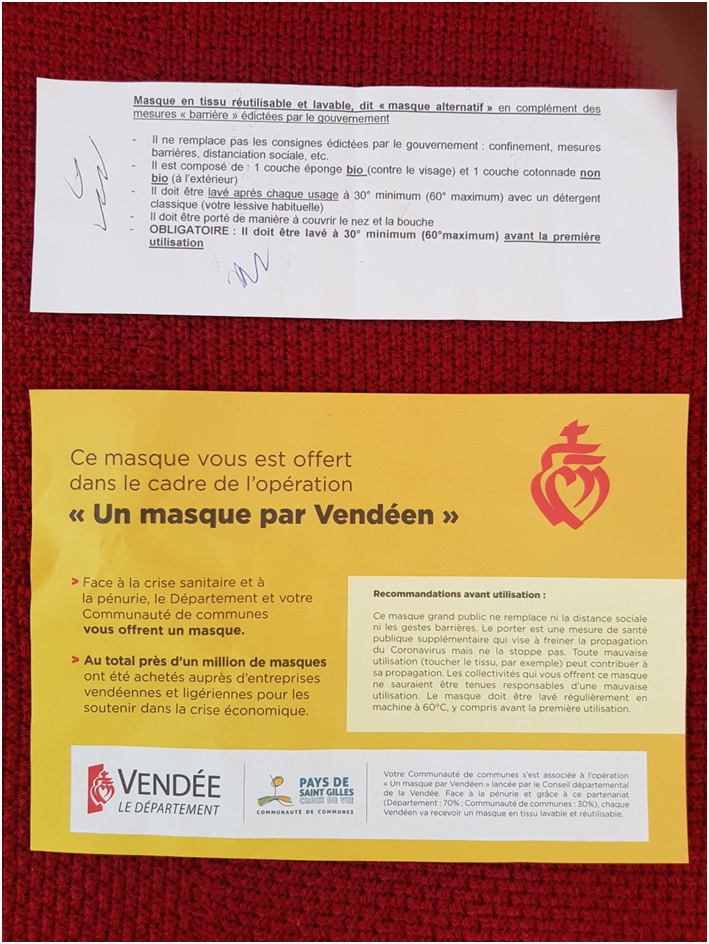 Masque en tissu réutilisable et lavable, dit « masque alternatif » en complément des
mesures « barrière » édictées par le gouvernement
- Il ne remplace pas les consignes édictées par le gouvernement : confinement, mesures
barrières, distanciation sociale, etc.
- Il est composé de : 1 couche éponge bio (contre le visage) et 1 couche cotonnade non
bio (à l'extérieur)
- Il doit être lavé après chaque usage à 30° minimum (60° maximum) avec un détergent
classique (votre lessive habituelle)
- Il doit être porté de manière à couvrir le nez et la bouche
- OBLIGATOIRE : Il doit être lavé à 30° minimum (60°maximum) avant la première
utilisation
Ce masque vous est offert
dans le cadre de l'opération
« Un masque par Vendéen »
> Face à la crise sanitaire et à
la pénurie, le Département et votre
Communauté de communes
vous offrent un masque.
> Au total près d'un million de masques
ont été achetés auprès d'entreprises
vendéennes et ligériennes pour les
soutenir dans la crise économique.
Recommandations avant utilisation :
Ce masque grand public ne remplace ni la distance sociale
ni les gestes barrières. Le porter est une mesure de santé
publique supplémentaire qui vise à freiner la propagation
du Coronavirus mais ne la stoppe pas. Toute mauvaise
utilisation (toucher le tissu, par exemple) peut contribuer à
sa propagation. Les collectivités qui vous offrent ce masque
ne sauraient être tenues responsables d'une mauvaise
utilisation. Le masque doit être lavé régulièrement en
machine à 60°C, y compris avant la première utilisation.
VENDÉE
LE DÉPARTEMENT
PAYS DE
SAINT GILLES
CROIX DE VIE
COMMUNAUTÉ DE COMMUNES
Votre Communauté de communes s'est associée à l'opération
« Un masque par Vendéen » lancée par le Conseil départemental
de la Vendée. Face à la pénurie et grâce à ce partenariat
(Département : 70% ; Communauté de communes : 30%), chaque
Vendéen va recevoir un masque en tissu lavable et réutilisable.